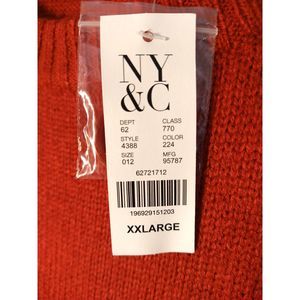 NY
&C
DEPT CLASS
62 770
STYLE COLOR
4388 224
SIZE MFG
012 95787
62721712
196929151203
XXLARGE